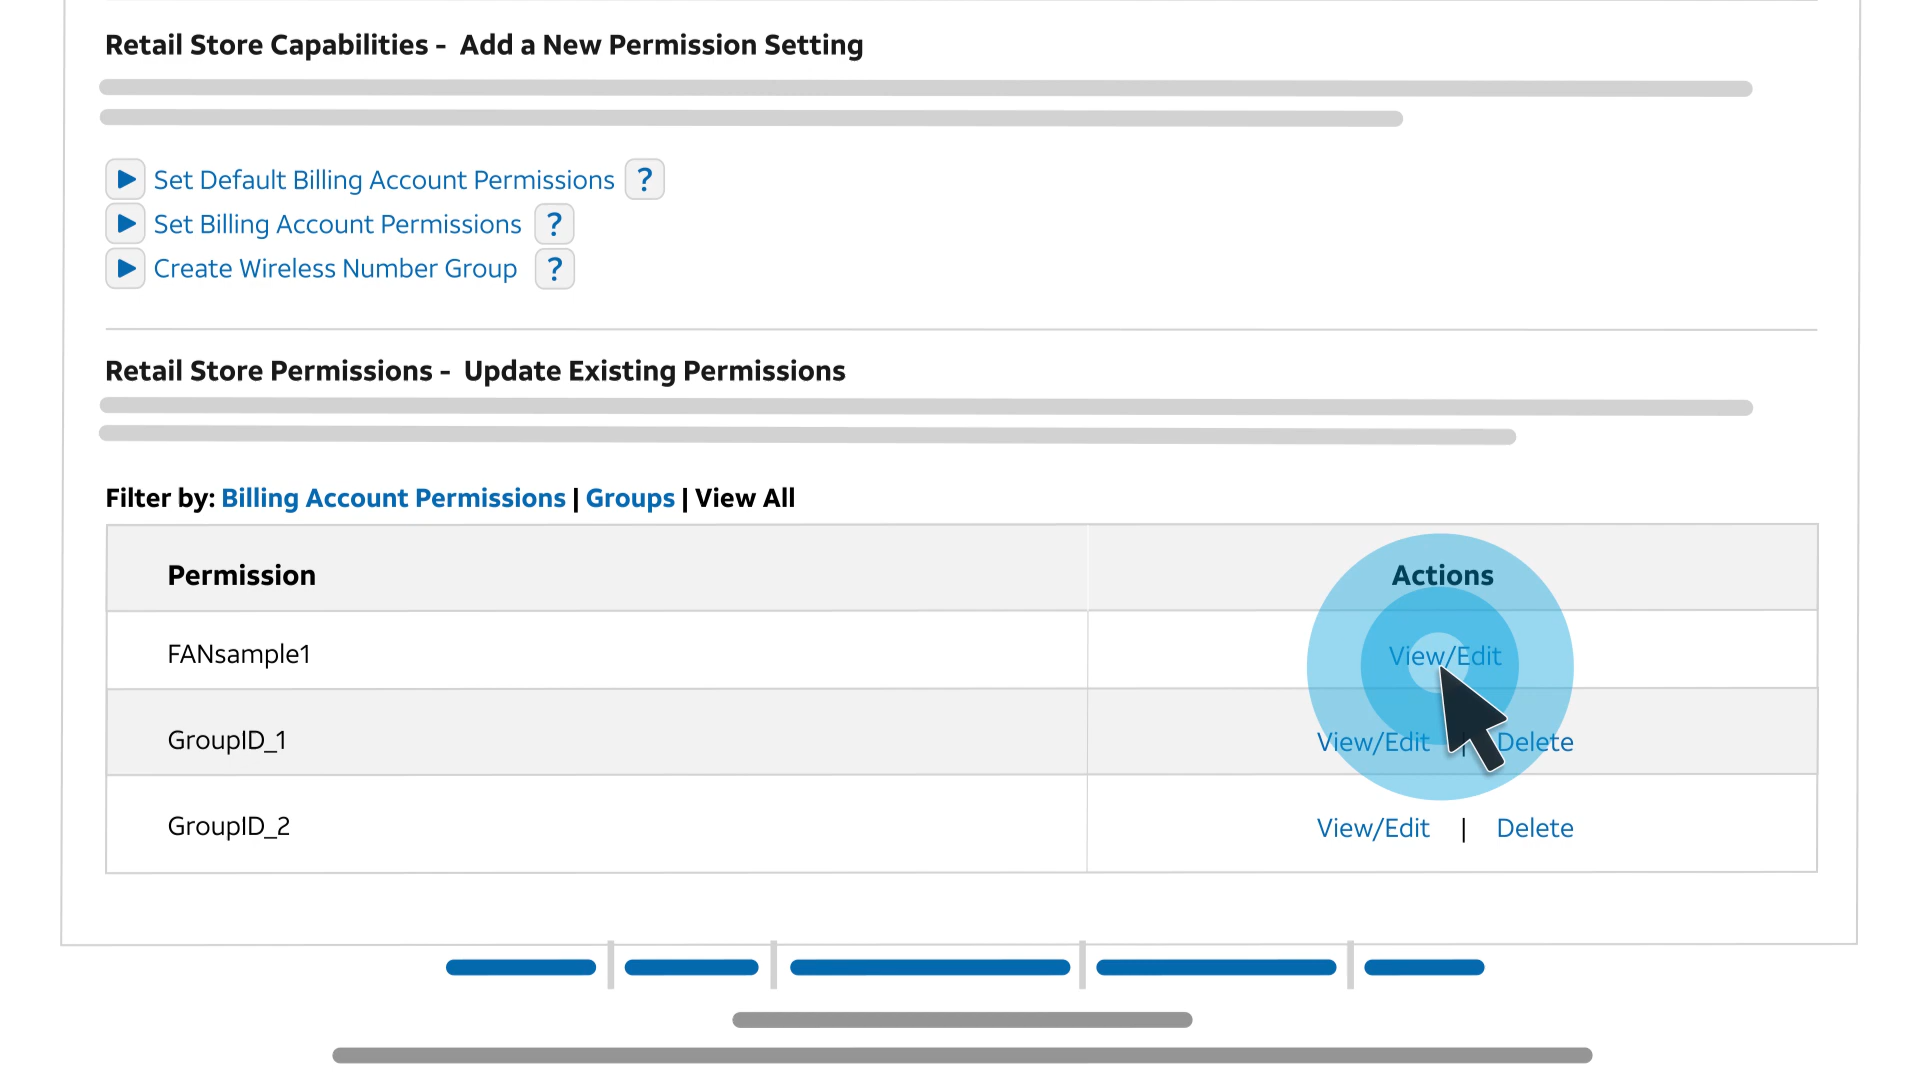 Retail Store Capabilities - Add a New Permission Setting
Set Default Billing Account Permissions ?
Set Billing Account Permissions ?
Create Wireless Number Group ?
Retail Store Permissions - Update Existing Permissions
Filter by: Billing Account Permissions | Groups | View All
Permission Actions
FANsample1 View/Edit
GroupID_1 View/Edit | Delete
GroupID_2 View/Edit | Delete